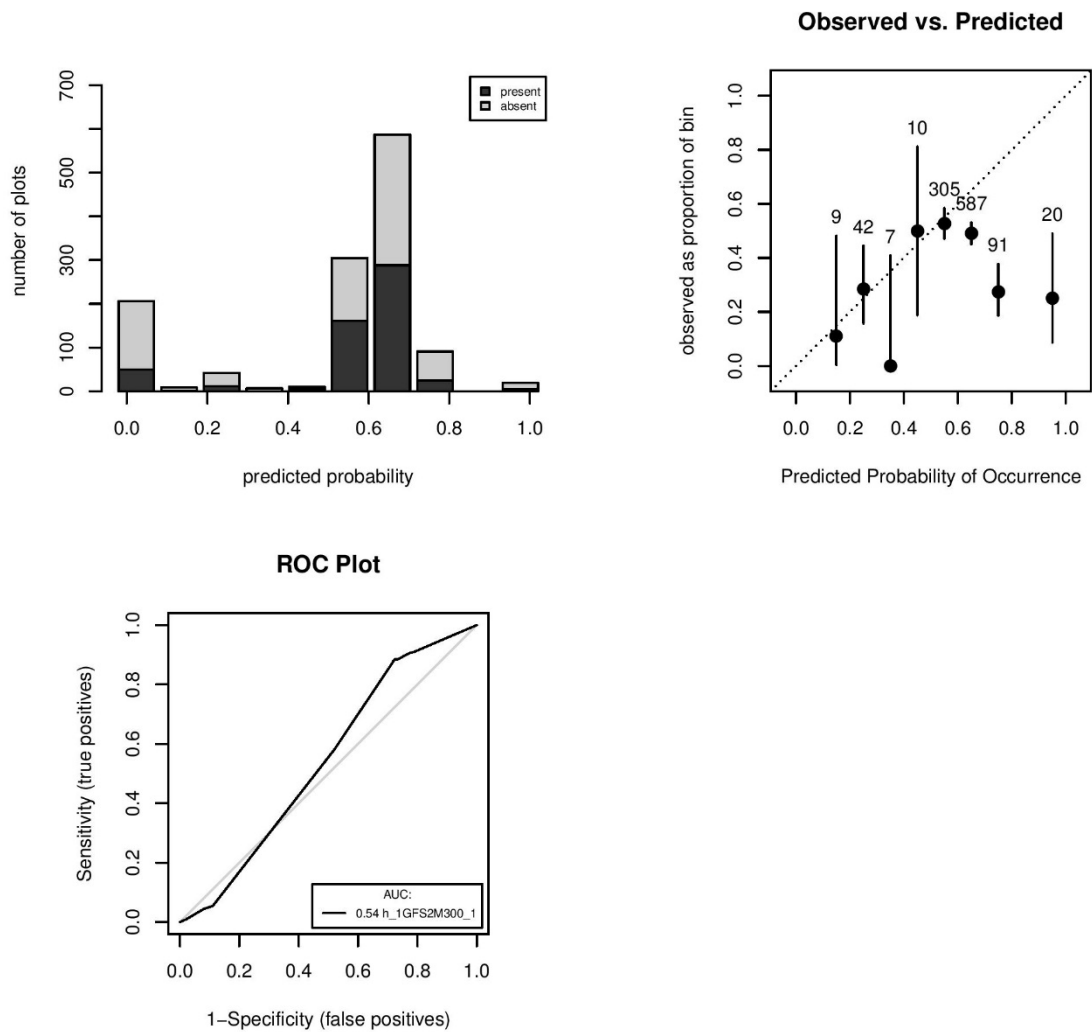 700
500
300
100
0
number of plots
present
absent
0.0 0.2 0.4 0.6 0.8 1.0
predicted probability
Observed vs. Predicted
1.0
0.8
0.6
0.4
0.2
0.0
observed as proportion of bin
9
42
7
10
305
587
91
20
0.0 0.2 0.4 0.6 0.8 1.0
Predicted Probability of Occurrence
ROC Plot
1.0
0.8
0.6
0.4
0.2
0.0
Sensitivity (true positives)
AUC:
0.54 h_1GFS2M300_1
0.0 0.2 0.4 0.6 0.8 1.0
1−Specificity (false positives)